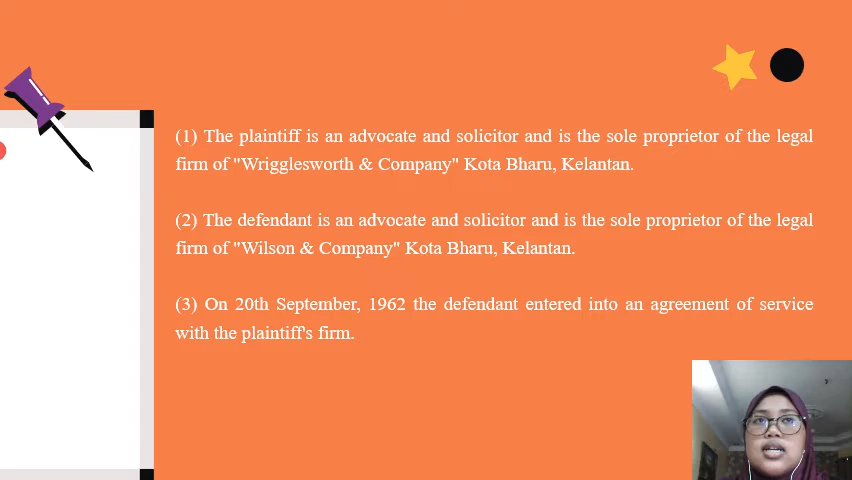 (1) The plaintiff is an advocate and solicitor and is the sole proprietor of the legal
firm of "Wrigglesworth & Company" Kota Bharu, Kelantan.
(2) The defendant is an advocate and solicitor and is the sole proprietor of the legal
firm of "Wilson & Company" Kota Bharu, Kelantan.
(3) On 20th September, 1962 the defendant entered into an agreement of service
with the plaintiff's firm.